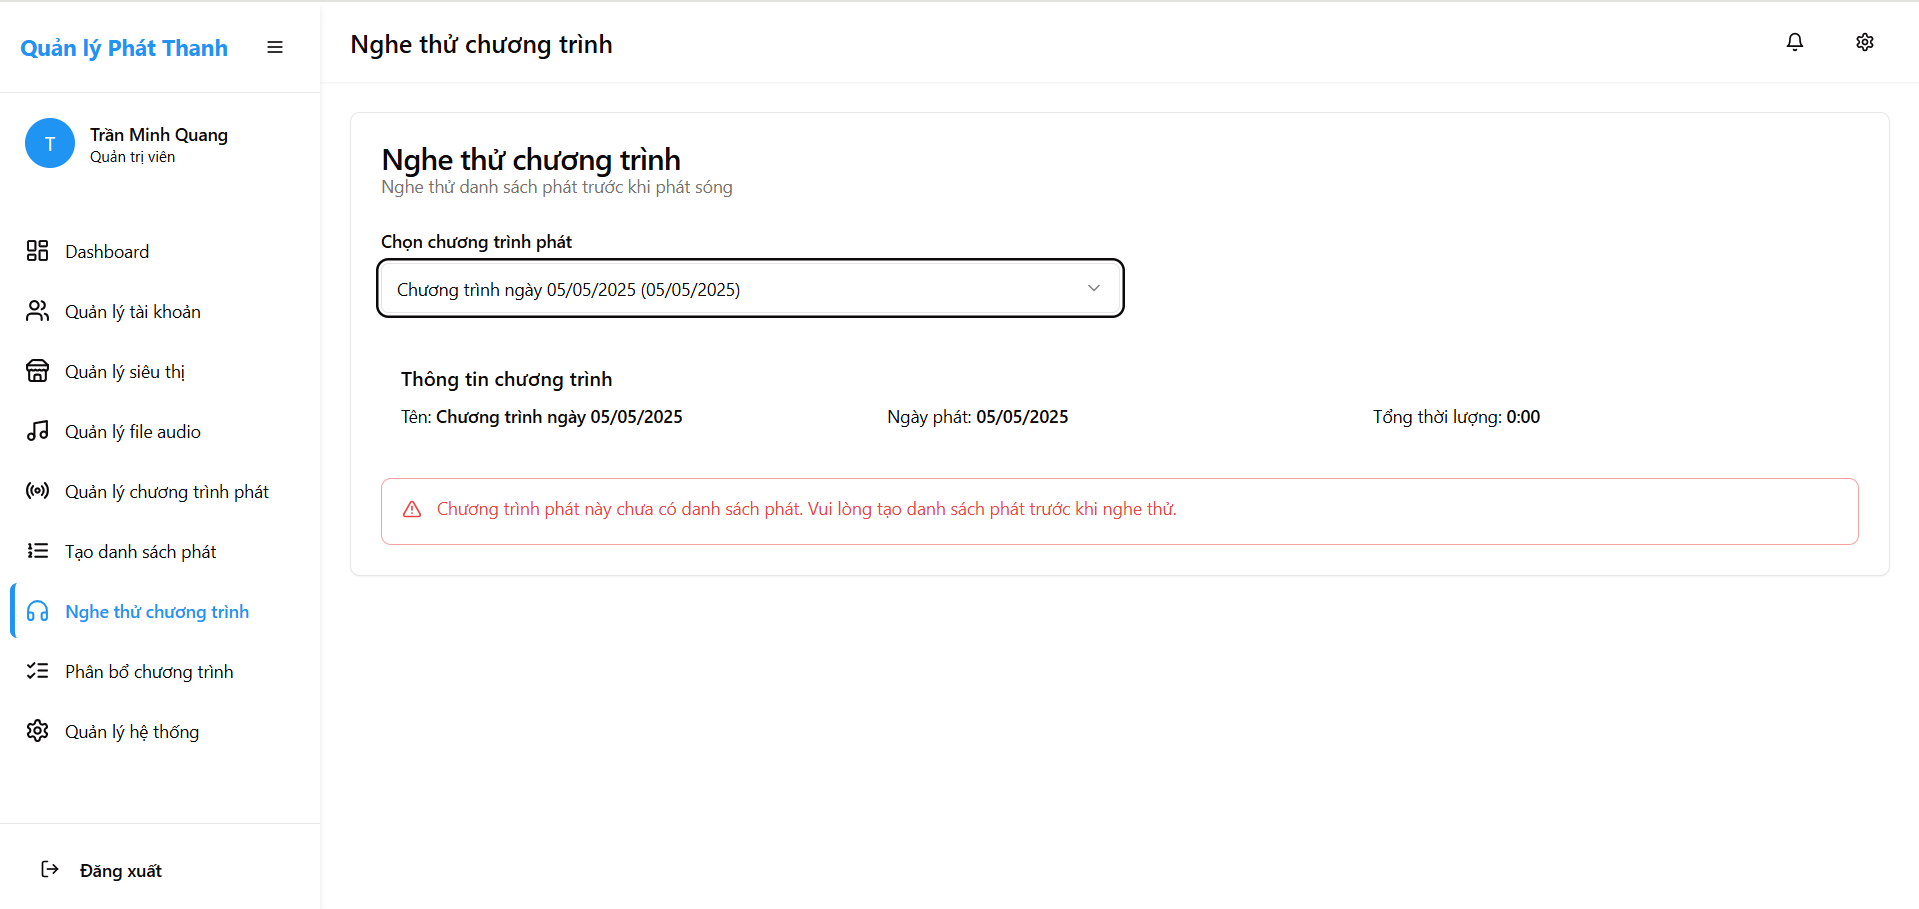 Quản lý Phát Thanh
T
Trần Minh Quang
Quản trị viên
Dashboard
Quản lý tài khoản
Quản lý siêu thị
Quản lý file audio
Quản lý chương trình phát
Tạo danh sách phát
Nghe thử chương trình
Phân bổ chương trình
Quản lý hệ thống
Đăng xuất
Nghe thử chương trình
Nghe thử chương trình
Nghe thử danh sách phát trước khi phát sóng
Chọn chương trình phát
Chương trình ngày 05/05/2025 (05/05/2025)
Thông tin chương trình
Tên: Chương trình ngày 05/05/2025 Ngày phát: 05/05/2025 Tổng thời lượng: 0:00
Chương trình phát này chưa có danh sách phát. Vui lòng tạo danh sách phát trước khi nghe thử.